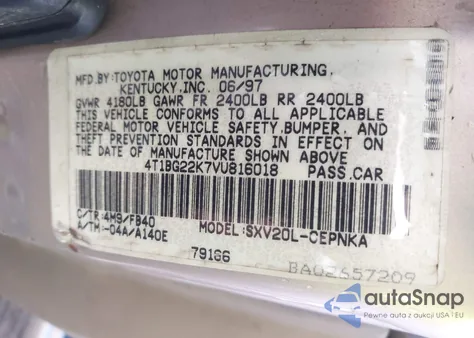 MFD. BY: TOYOTA MOTOR MANUFACTURING,
KENTUCKY, INC. 06/97
GVWR 4180LB GAWR FR 2400LB RR 2400LB
THIS VEHICLE CONFORMS TO ALL APPLICABLE
FEDERAL MOTOR VEHICLE SAFETY, BUMPER, AND
THEFT PREVENTION STANDARDS IN EFFECT ON
THE DATE OF MANUFACTURE SHOWN ABOVE.
4T1BG22K7VU816018 PASS. CAR
C/TR: 4M9/FB40 MODEL: SXV20L-CEPNKA
A/TM: -04A/A140E
79186
BAQ2657209
autoSnap
Pewne auta z aukcji USA i EU